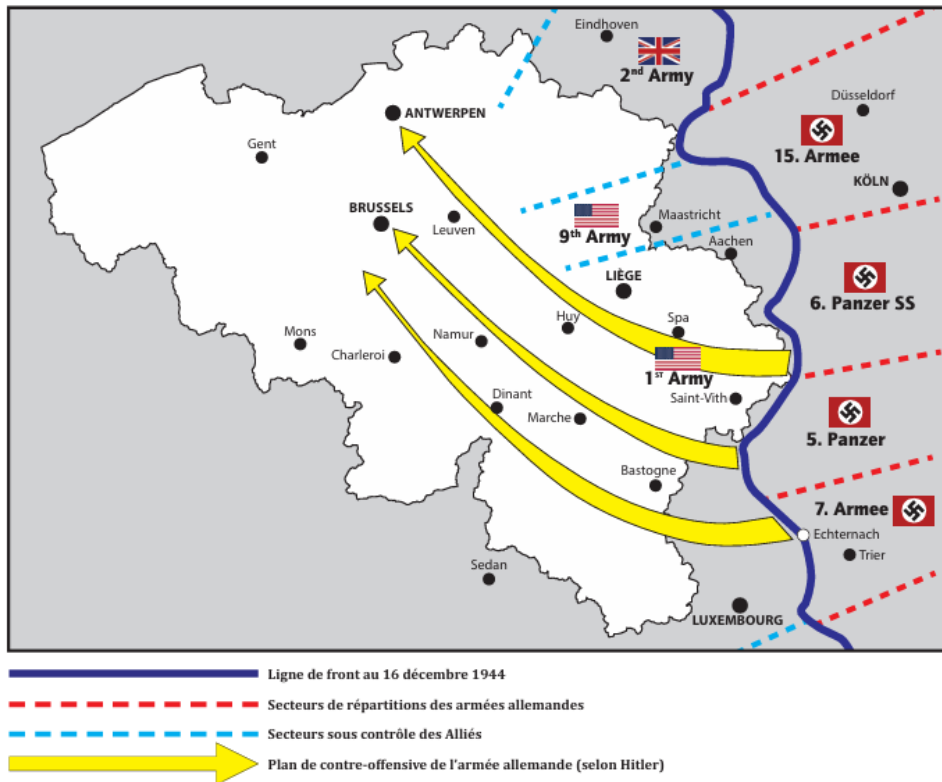 Eindhoven
2nd Army
Düsseldorf
ANTWERPEN
15. Armee
Gent
KÖLN
BRUSSELS
Leuven
9th Army
Maastricht
Aachen
LIÈGE
6. Panzer SS
Huy
Spa
Mons
Namur
Charleroi
1ST Army
Saint-Vith
Dinant
Marche
5. Panzer
Bastogne
7. Armee
Echternach
Trier
Sedan
LUXEMBOURG
Ligne de front au 16 décembre 1944
Secteurs de répartitions des armées allemandes
Secteurs sous contrôle des Alliés
Plan de contre-offensive de l'armée allemande (selon Hitler)